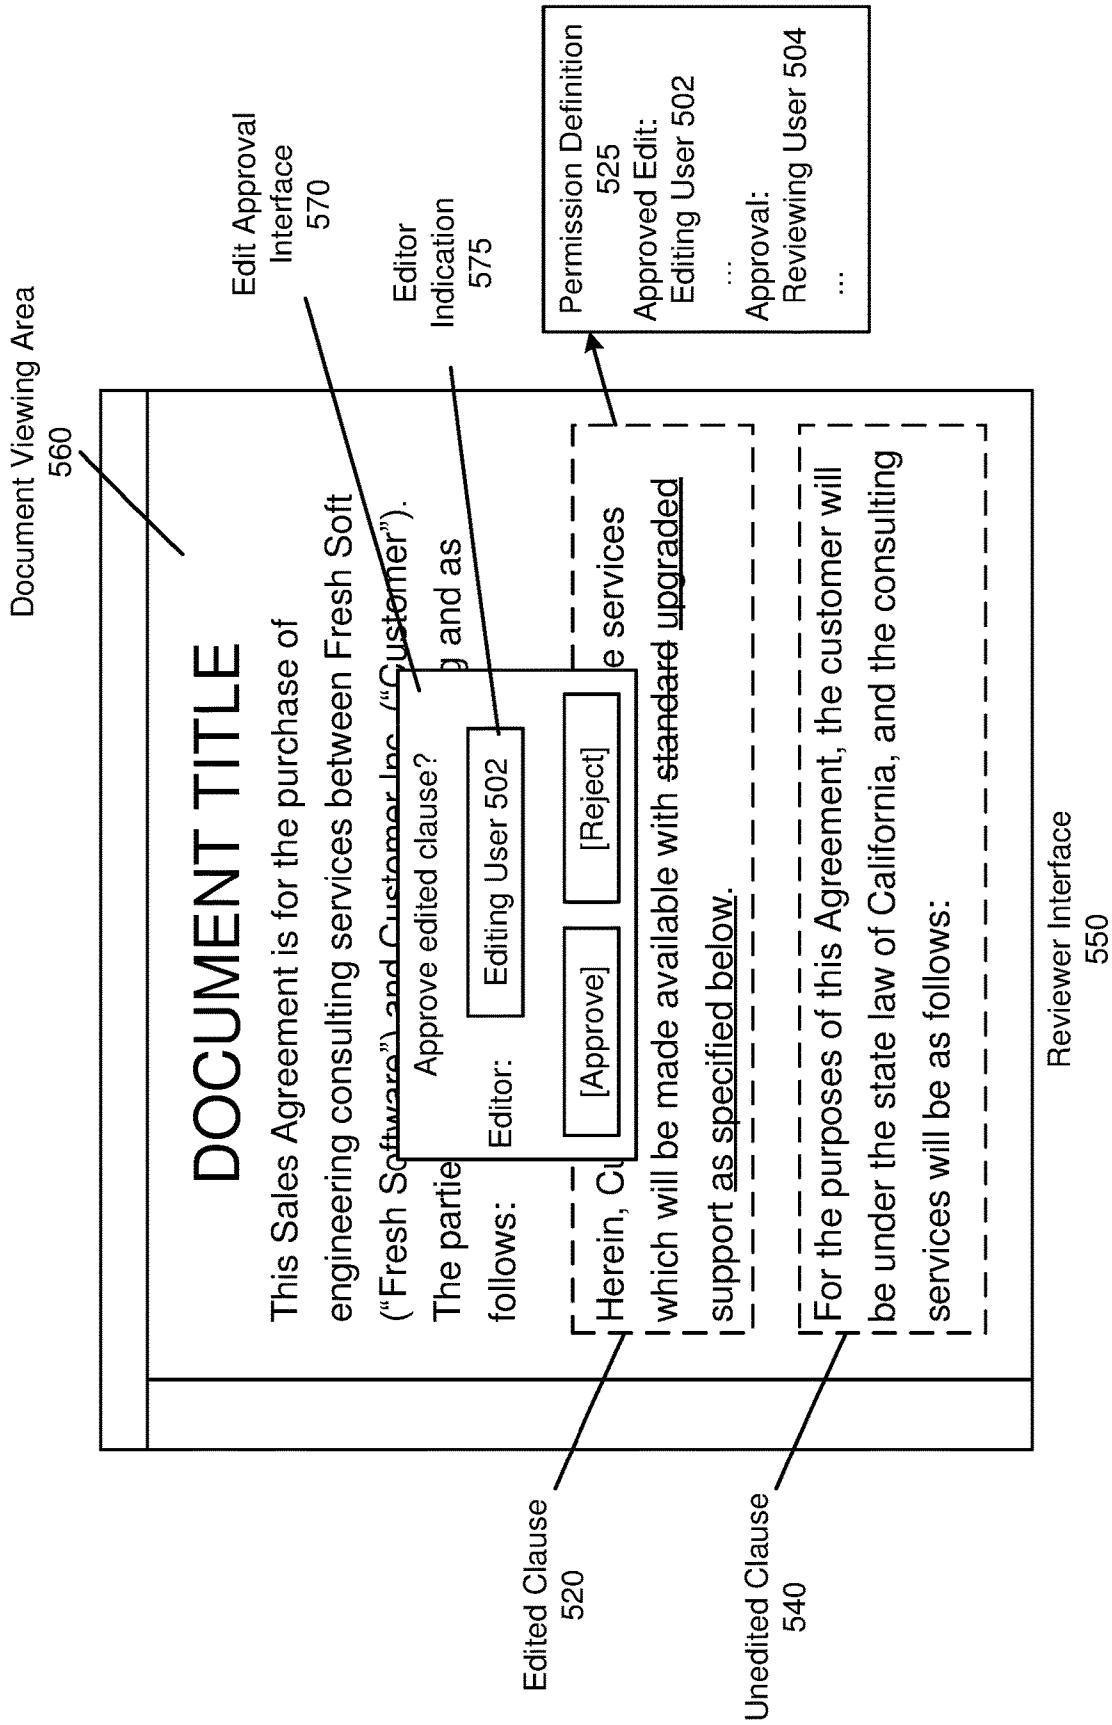 Document Viewing Area
560
Edit Approval
Interface
570
Editor
Indication
575
DOCUMENT TITLE
This Sales Agreement is for the purchase of
engineering consulting services between Fresh Soft
(“Fresh Software”) and Customer Inc. (“Customer”).
The partie g and as
follows:
Approve edited clause?
Editor: Editing User 502
[Approve] [Reject]
Herein, Cu e services
which will be made available with standard upgraded
support as specified below.
For the purposes of this Agreement, the customer will
be under the state law of California, and the consulting
services will be as follows:
Permission Definition
525
Approved Edit:
Editing User 502
...
Approval:
Reviewing User 504
...
Edited Clause
520
Unedited Clause
540
Reviewer Interface
550